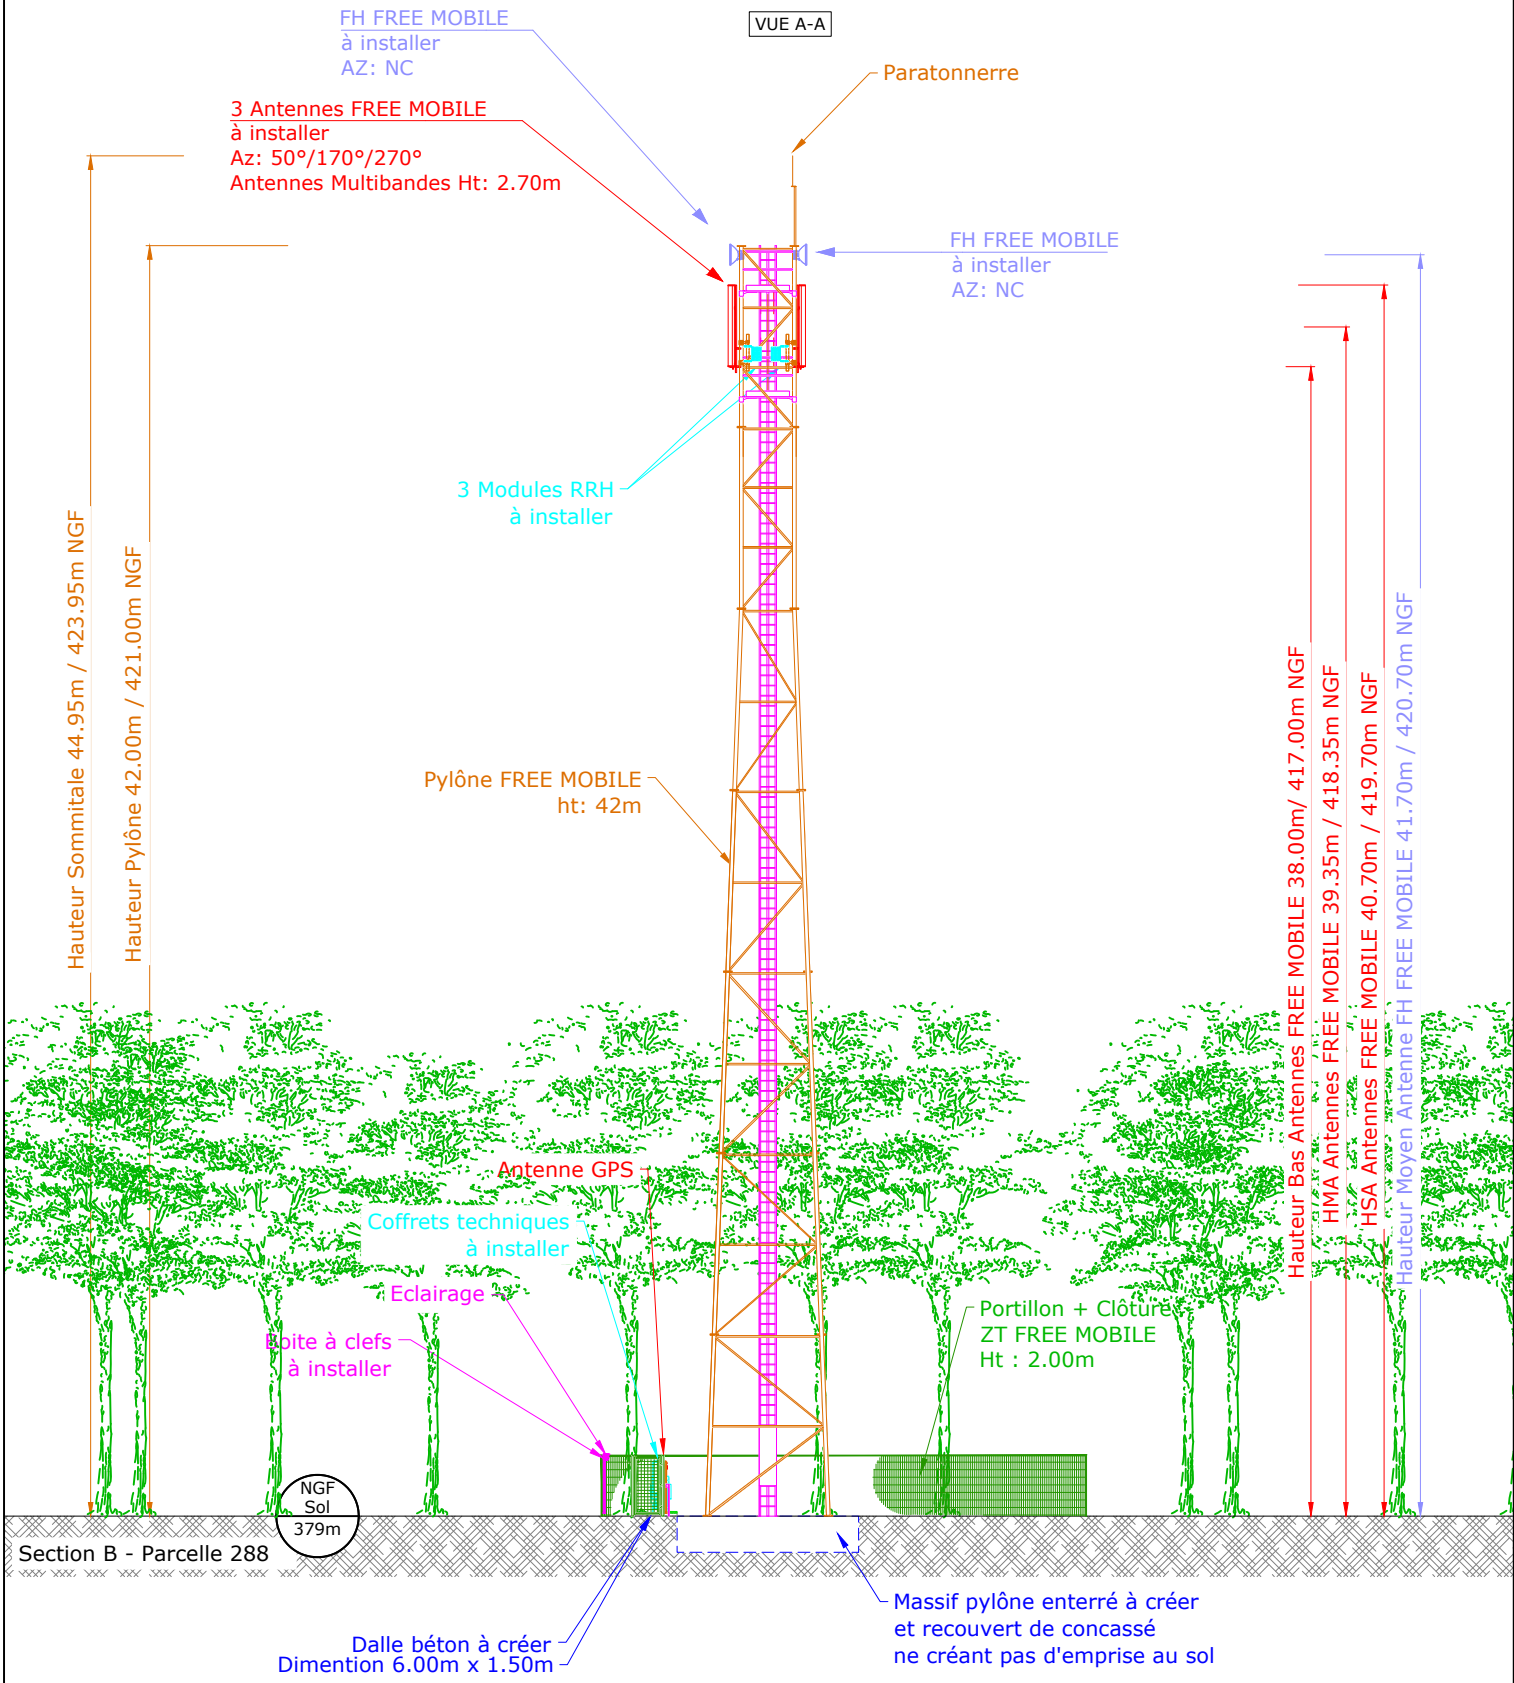 VUE A-A
FH FREE MOBILE
à installer
AZ: NC
Paratonnerre
3 Antennes FREE MOBILE
à installer
Az: 50°/170°/270°
Antennes Multibandes Ht: 2.70m
FH FREE MOBILE
à installer
AZ: NC
3 Modules RRH
à installer
Hauteur Sommitale 44.95m / 423.95m NGF
Hauteur Pylône 42.00m / 421.00m NGF
Pylône FREE MOBILE
ht: 42m
Hauteur Bas Antennes FREE MOBILE 38.00m/ 417.00m NGF
HMA Antennes FREE MOBILE 39.35m / 418.35m NGF
HSA Antennes FREE MOBILE 40.70m / 419.70m NGF
Hauteur Moyen Antenne FH FREE MOBILE 41.70m / 420.70m NGF
Antenne GPS
Coffrets techniques
à installer
Eclairage
Boite à clefs
à installer
Portillon + Clôture
ZT FREE MOBILE
Ht : 2.00m
NGF
Sol
379m
Section B - Parcelle 288
Massif pylône enterré à créer
et recouvert de concassé
ne créant pas d'emprise au sol
Dalle béton à créer
Dimention 6.00m x 1.50m